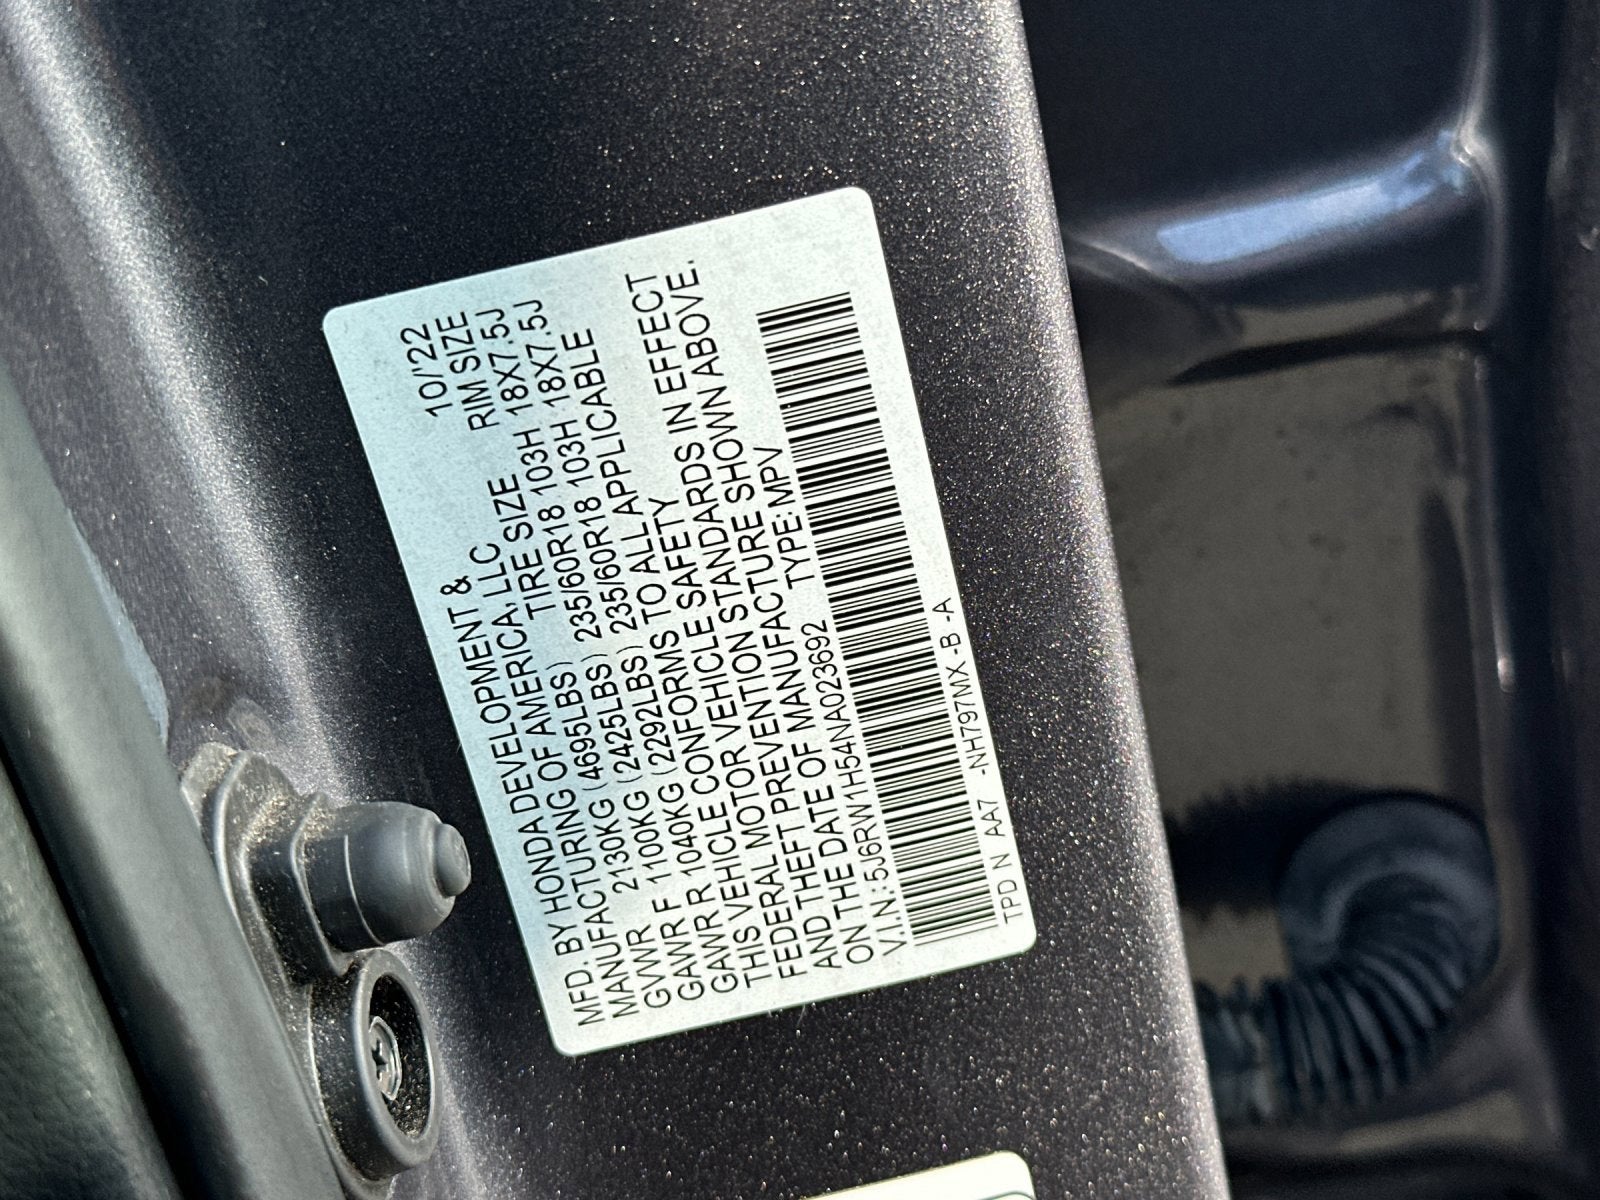 MFD. BY HONDA DEVELOPMENT & 10/'22
MANUFACTURING OF AMERICA, LLC RIM SIZE
GVWR 2130KG (4695LBS) TIRE SIZE 18X7.5J
GAWR F 1100KG (2425LBS) 235/60R18 103H 18X7.5J
GAWR R 1040KG (2292LBS) 235/60R18 103H
THIS VEHICLE CONFORMS TO ALL APPLICABLE
FEDERAL MOTOR VEHICLE SAFETY
AND THEFT PREVENTION STANDARDS IN EFFECT
ON THE DATE OF MANUFACTURE SHOWN ABOVE.
V.I.N.: 5J6RW1H54NA023692 TYPE: MPV
TPD N AA7 -NH797MX -B -A